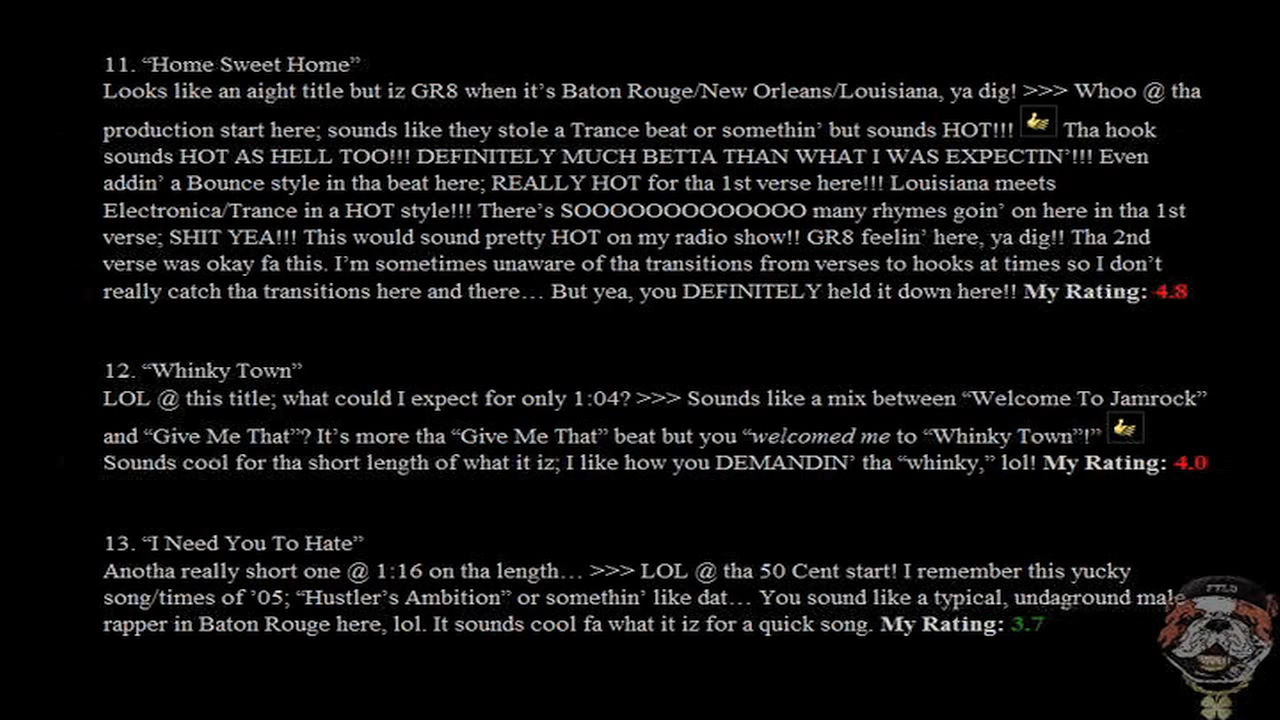 11. “Home Sweet Home”
Looks like an aight title but iz GR8 when it’s Baton Rouge/New Orleans/Louisiana, ya dig! >>> Whoo @ tha
production start here; sounds like they stole a Trance beat or somethin’ but sounds HOT!!! Tha hook
sounds HOT AS HELL TOO!!! DEFINITELY MUCH BETTA THAN WHAT I WAS EXPECTIN’!!! Even
addin’ a Bounce style in tha beat here; REALLY HOT for tha 1st verse here!!! Louisiana meets
Electronica/Trance in a HOT style!!! There’s SOOOOOOOOOOOOO many rhymes goin’ on here in tha 1st
verse; SHIT YEA!!! This would sound pretty HOT on my radio show!! GR8 feelin’ here, ya dig!! Tha 2nd
verse was okay fa this. I’m sometimes unaware of tha transitions from verses to hooks at times so I don’t
really catch tha transitions here and there… But yea, you DEFINITELY held it down here!! My Rating: 4.8
12. “Whinky Town”
LOL @ this title; what could I expect for only 1:04? >>> Sounds like a mix between “Welcome To Jamrock”
and “Give Me That”? It’s more tha “Give Me That” beat but you “welcomed me to “Whinky Town”!”
Sounds cool for tha short length of what it iz; I like how you DEMANDIN’ tha “whinky,” lol! My Rating: 4.0
13. “I Need You To Hate”
Anotha really short one @ 1:16 on tha length… >>> LOL @ tha 50 Cent start! I remember this yucky
song/times of ’05; “Hustler’s Ambition” or somethin’ like dat… You sound like a typical, undaground male
rapper in Baton Rouge here, lol. It sounds cool fa what it iz for a quick song. My Rating: 3.7